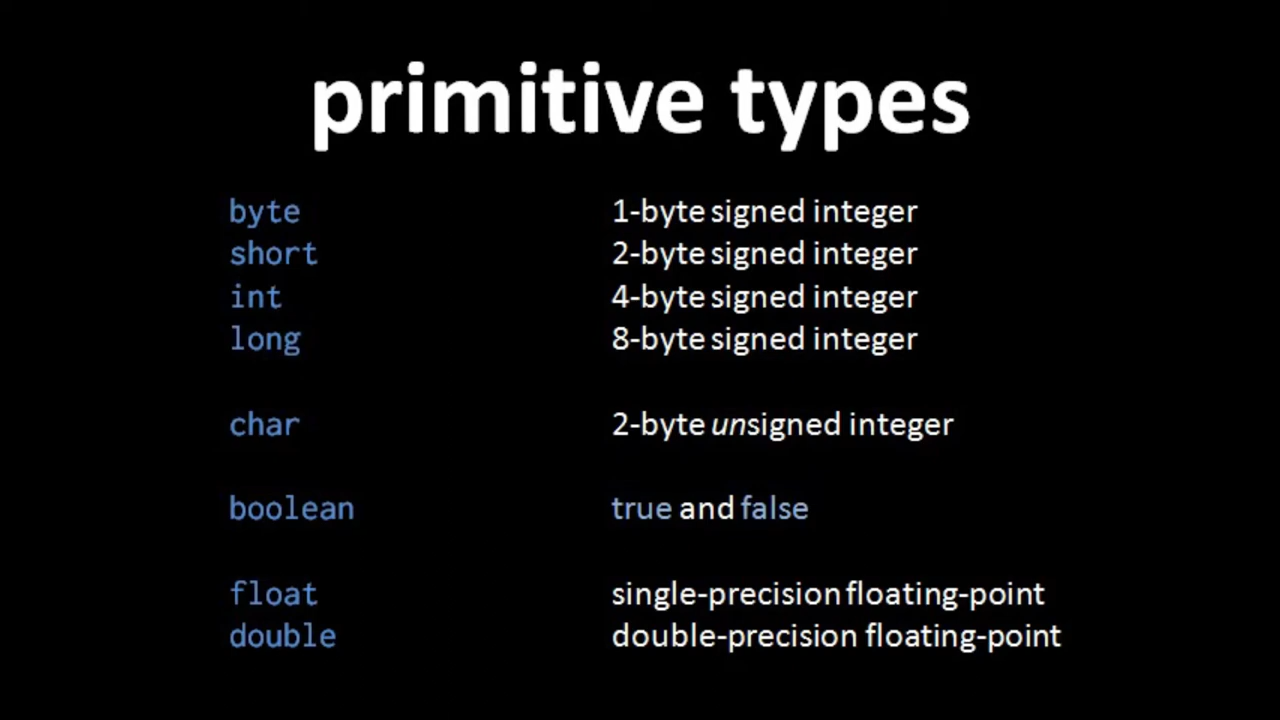 primitive types
byte 1-byte signed integer
short 2-byte signed integer
int 4-byte signed integer
long 8-byte signed integer
char 2-byte unsigned integer
boolean true and false
float single-precision floating-point
double double-precision floating-point